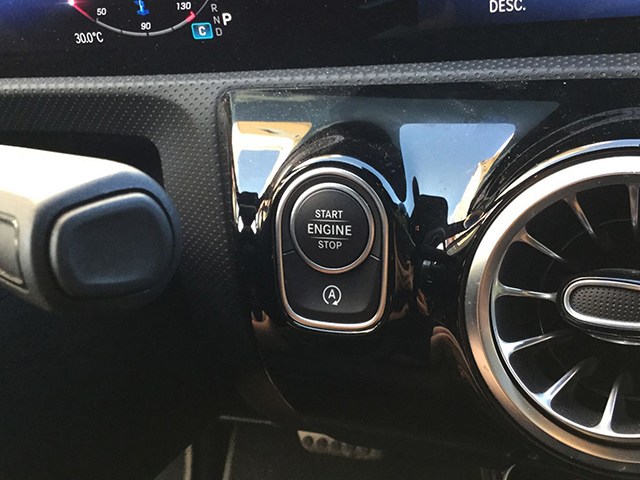 50
90
130
30.0°C
C
R
N
D
P
DESC.
START
ENGINE
STOP
A